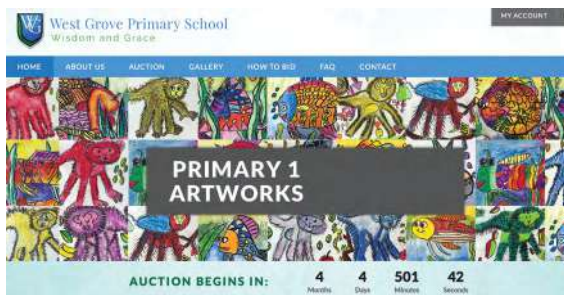 West Grove Primary School
Wisdom and Grace
MY ACCOUNT
HOME ABOUT US AUCTION GALLERY HOW TO BID FAQ CONTACT
PRIMARY 1
ARTWORKS
AUCTION BEGINS IN: 4 4 501 42
Months Days Minutes Seconds